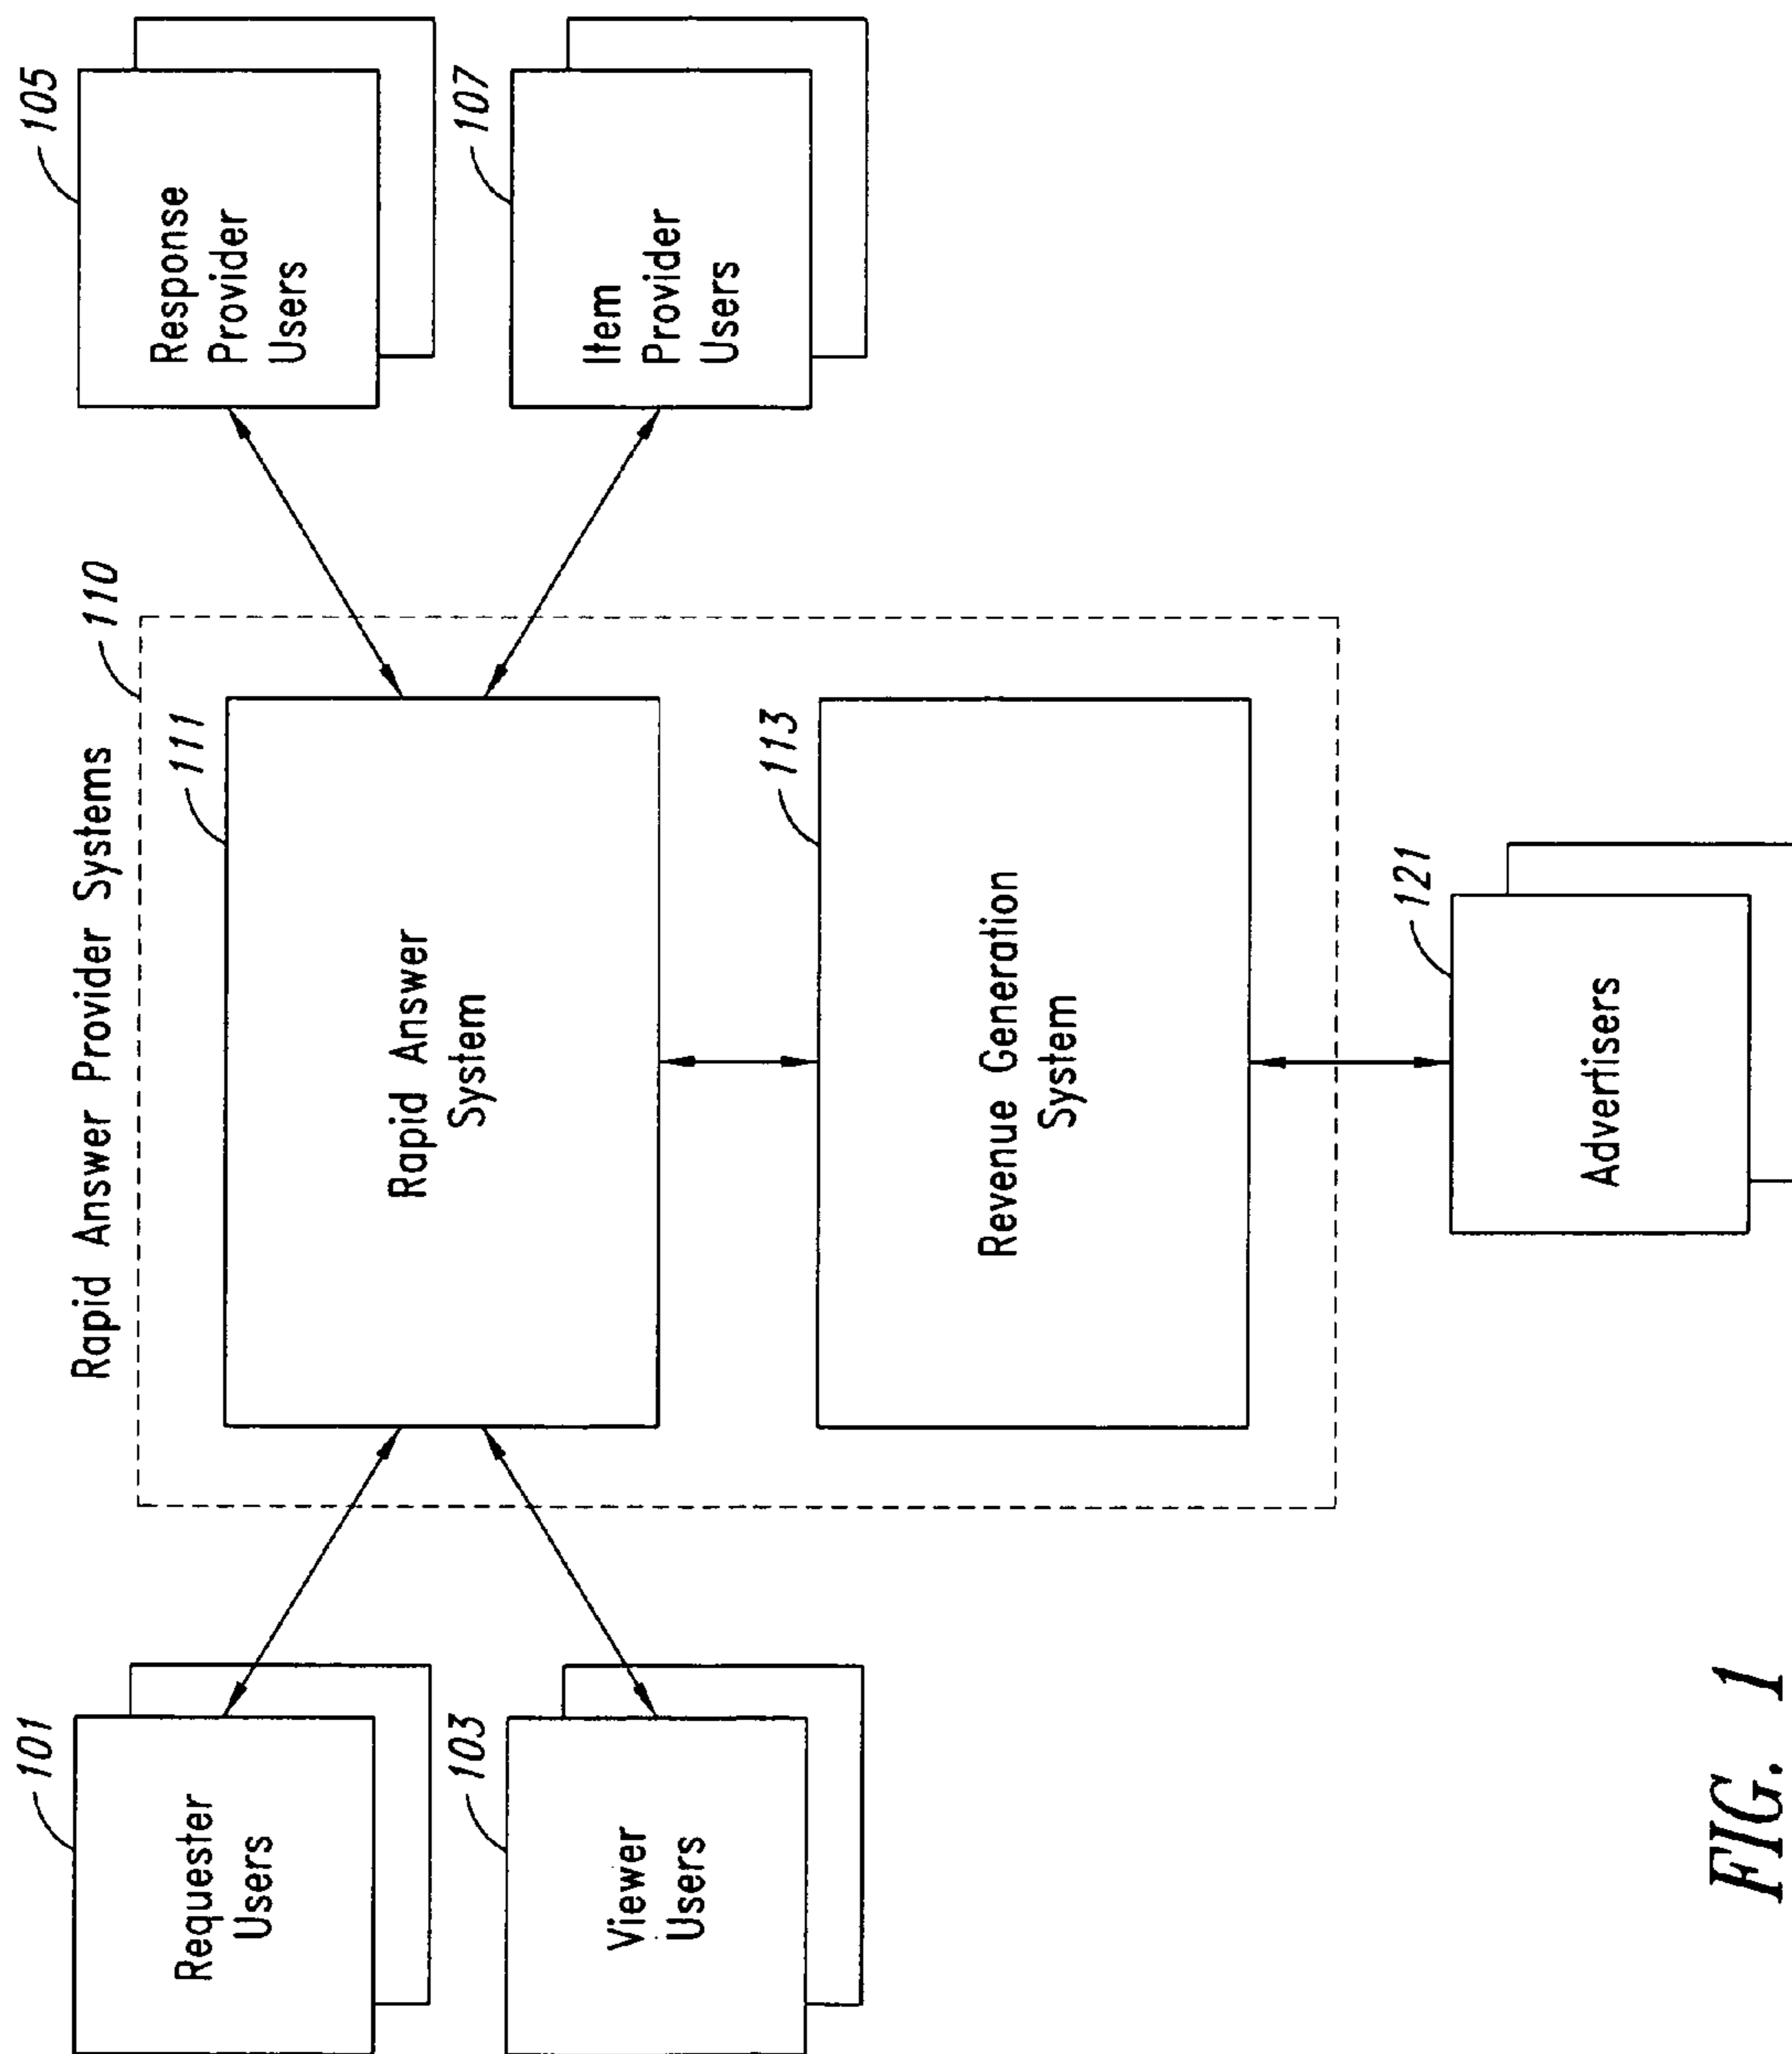 Rapid Answer Provider Systems
110
101
Requester
Users
103
Viewer
Users
111
Rapid Answer
System
113
Revenue Generation
System
105
Response
Provider
Users
107
Item
Provider
Users
121
Advertisers
FIG. 1